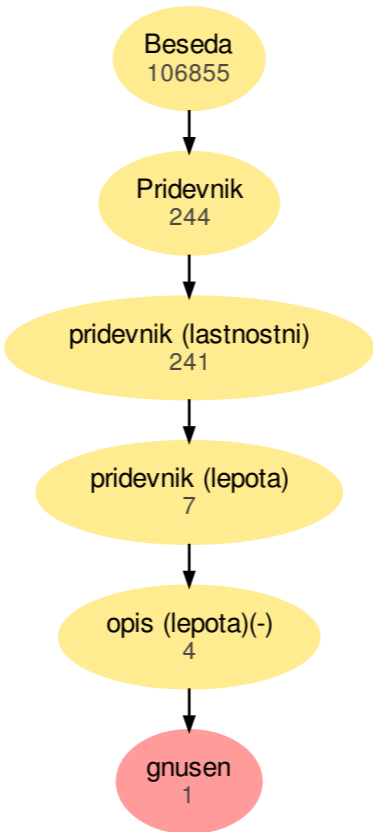 Beseda
106855
Pridevnik
244
pridevnik (lastnostni)
241
pridevnik (lepota)
7
opis (lepota)(-)
4
gnusen
1